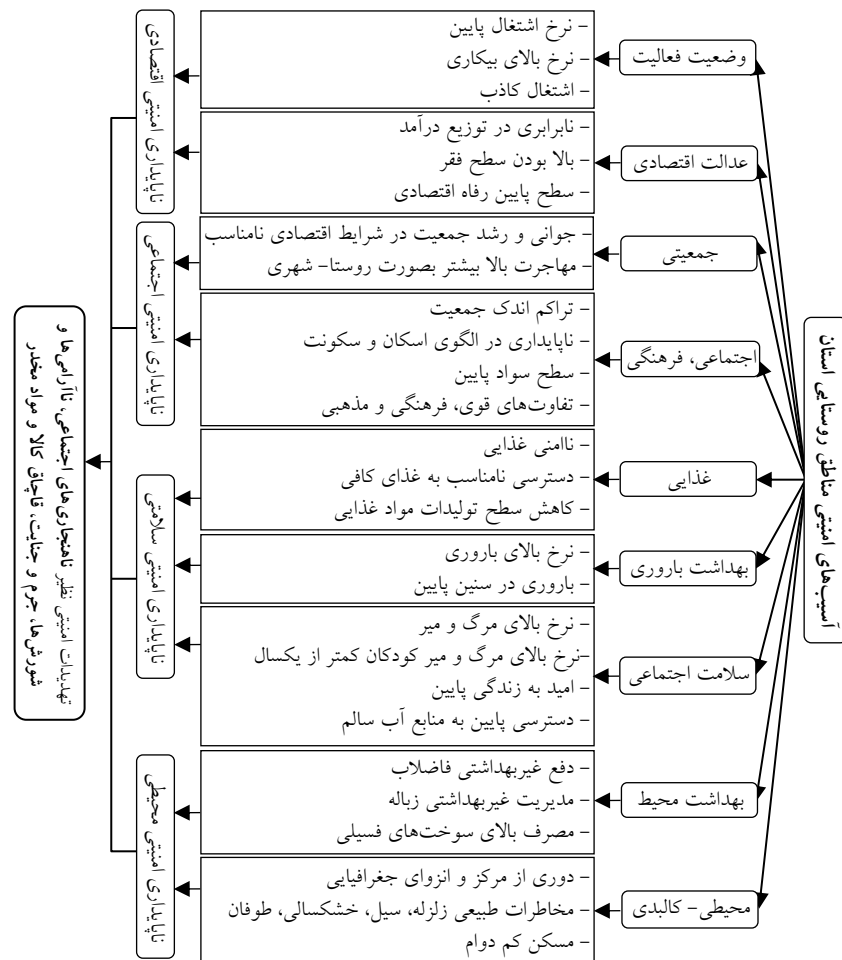 آسیب‌های امنیتی مناطق روستایی استان
وضعیت فعالیت
- نرخ اشتغال پایین
- نرخ بالای بیکاری
- اشتغال کاذب
عدالت اقتصادی
- نابرابری در توزیع درآمد
- بالا بودن سطح فقر
- سطح پایین رفاه اقتصادی
ناپایداری امنیتی اقتصادی
جمعیتی
- جوانی و رشد جمعیت در شرایط اقتصادی نامناسب
- مهاجرت بالا بیشتر بصورت روستا- شهری
اجتماعی، فرهنگی
- تراکم اندک جمعیت
- ناپایداری در الگوی اسکان و سکونت
- سطح سواد پایین
- تفاوت‌های قوی، فرهنگی و مذهبی
ناپایداری امنیتی اجتماعی
غذایی
- ناامنی غذایی
- دسترسی نامناسب به غذای کافی
- کاهش سطح تولیدات مواد غذایی
بهداشت باروری
- نرخ بالای باروری
- باروری در سنین پایین
سلامت اجتماعی
- نرخ بالای مرگ و میر
-نرخ بالای مرگ و میر کودکان کمتر از یکسال
- امید به زندگی پایین
- دسترسی پایین به منابع آب سالم
ناپایداری امنیتی سلامتی
بهداشت محیط
- دفع غیربهداشتی فاضلاب
- مدیریت غیربهداشتی زباله
- مصرف بالای سوخت‌های فسیلی
محیطی- کالبدی
- دوری از مرکز و انزوای جغرافیایی
- مخاطرات طبیعی زلزله، سیل، خشکسالی، طوفان
- مسکن کم دوام
ناپایداری امنیتی محیطی
تهدیدات امنیتی نظیر ناهنجاری‌های اجتماعی، ناآرامی‌ها و
شورش‌ها، جرم و جنایت، قاچاق کالا و مواد مخدر